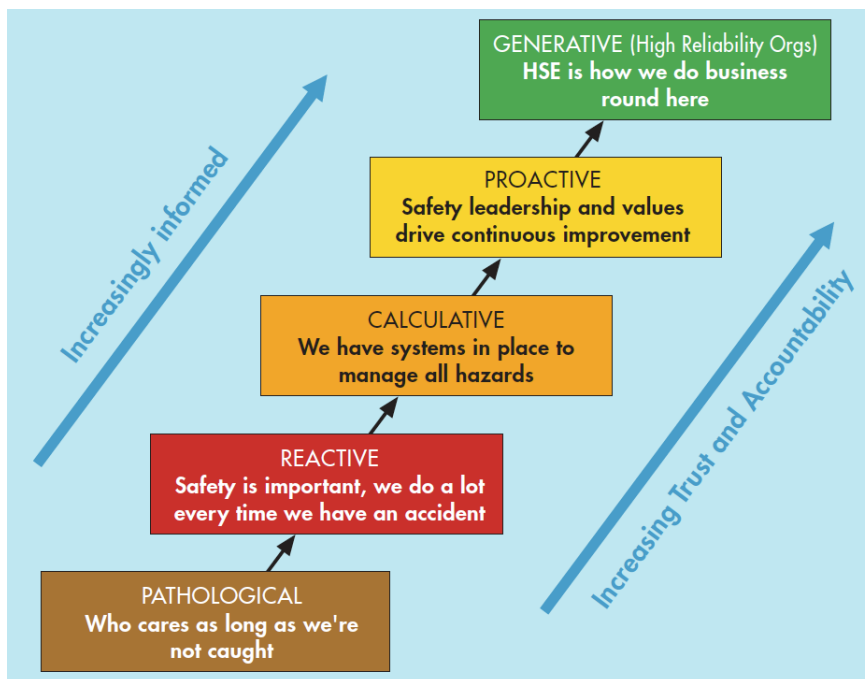 GENERATIVE (High Reliability Orgs)
HSE is how we do business
round here
PROACTIVE
Safety leadership and values
drive continuous improvement
CALCULATIVE
We have systems in place to
manage all hazards
REACTIVE
Safety is important, we do a lot
every time we have an accident
PATHOLOGICAL
Who cares as long as we're
not caught
Increasingly informed
Increasing Trust and Accountability